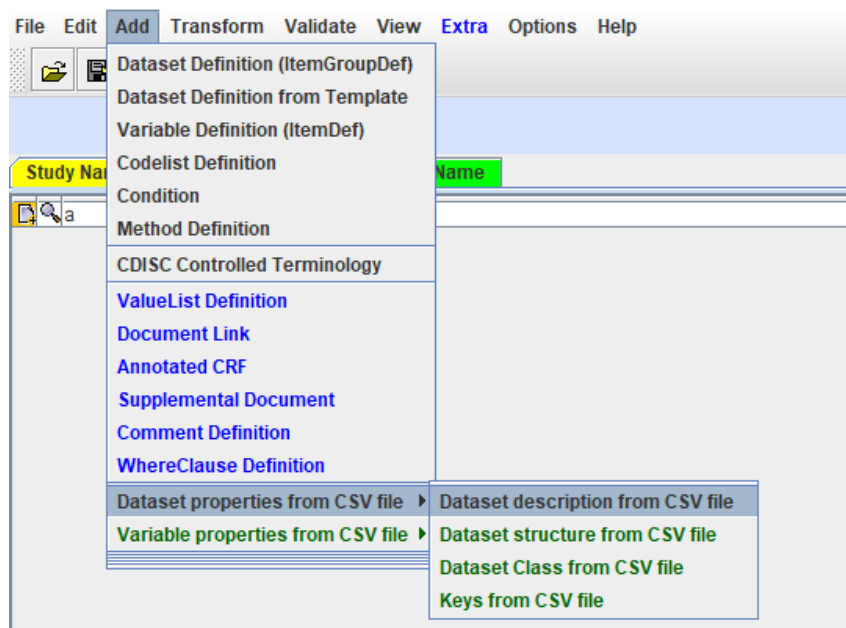 File Edit Add Transform Validate View Extra Options Help
Dataset Definition (ItemGroupDef)
Dataset Definition from Template
Variable Definition (ItemDef)
Codelist Definition
Condition
Method Definition
CDISC Controlled Terminology
ValueList Definition
Document Link
Annotated CRF
Supplemental Document
Comment Definition
WhereClause Definition
Dataset properties from CSV file
Variable properties from CSV file
Study Na
Name
a
Dataset description from CSV file
Dataset structure from CSV file
Dataset Class from CSV file
Keys from CSV file